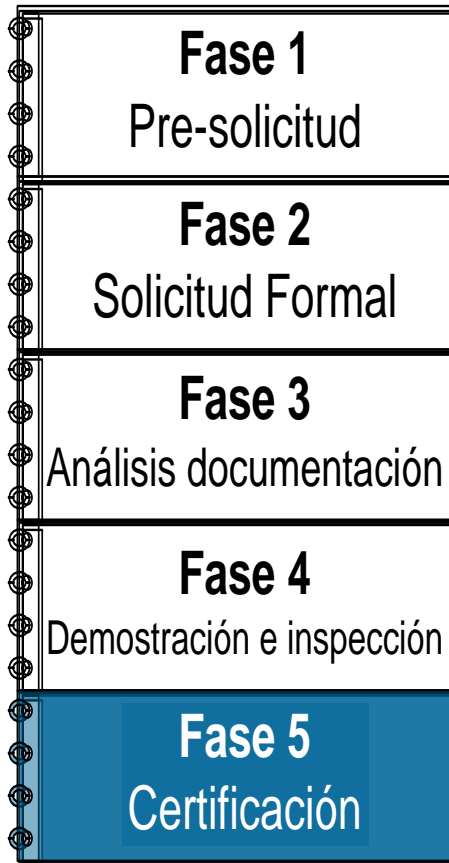 Fase 1
Pre-solicitud
Fase 2
Solicitud Formal
Fase 3
Análisis documentación
Fase 4
Demostración e inspección
Fase 5
Certificación